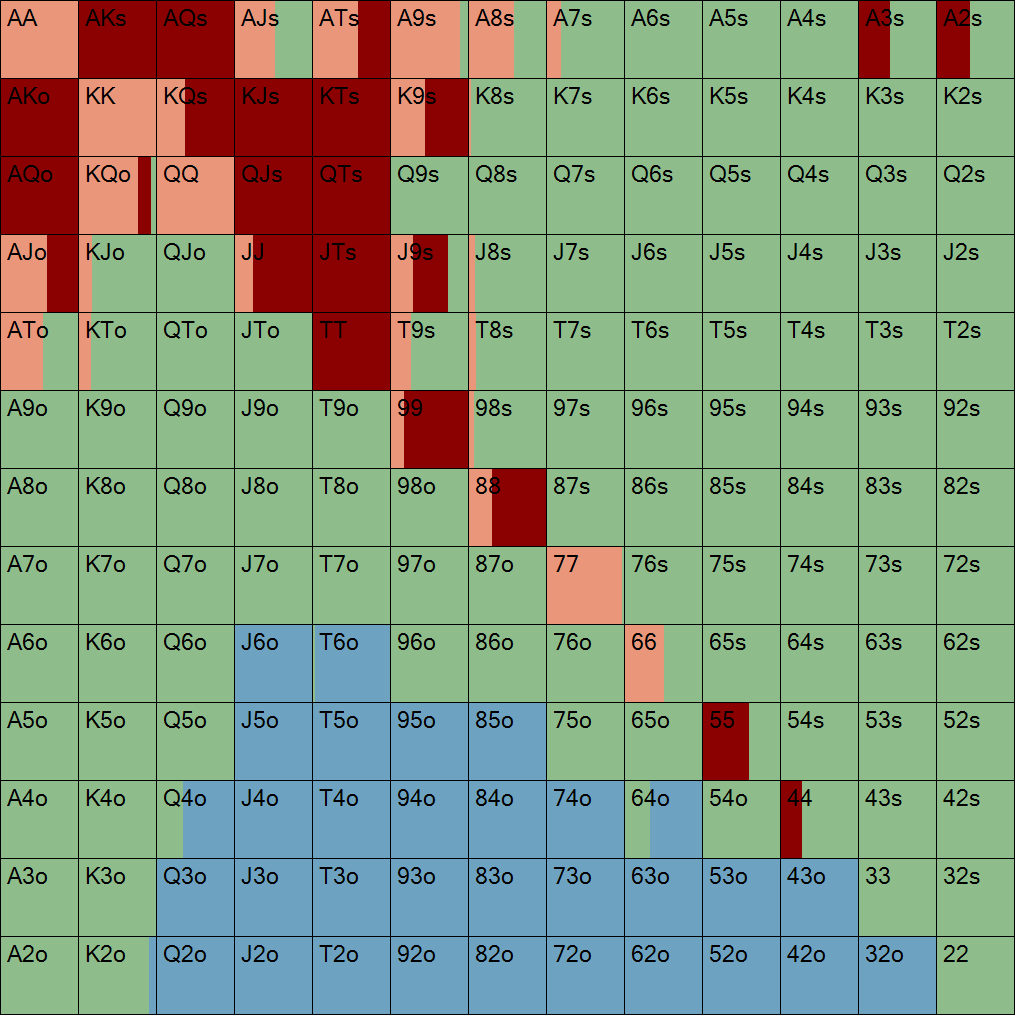 AA AKs AQs AJs ATs A9s A8s A7s A6s A5s A4s A3s A2s
AKo KK KQs KJs KTs K9s K8s K7s K6s K5s K4s K3s K2s
AQo KQo QQ QJs QTs Q9s Q8s Q7s Q6s Q5s Q4s Q3s Q2s
AJo KJo QJo JJ JTs J9s J8s J7s J6s J5s J4s J3s J2s
ATo KTo QTo JTo TT T9s T8s T7s T6s T5s T4s T3s T2s
A9o K9o Q9o J9o T9o 99 98s 97s 96s 95s 94s 93s 92s
A8o K8o Q8o J8o T8o 98o 88 87s 86s 85s 84s 83s 82s
A7o K7o Q7o J7o T7o 97o 87o 77 76s 75s 74s 73s 72s
A6o K6o Q6o J6o T6o 96o 86o 76o 66 65s 64s 63s 62s
A5o K5o Q5o J5o T5o 95o 85o 75o 65o 55 54s 53s 52s
A4o K4o Q4o J4o T4o 94o 84o 74o 64o 54o 44 43s 42s
A3o K3o Q3o J3o T3o 93o 83o 73o 63o 53o 43o 33 32s
A2o K2o Q2o J2o T2o 92o 82o 72o 62o 52o 42o 32o 22